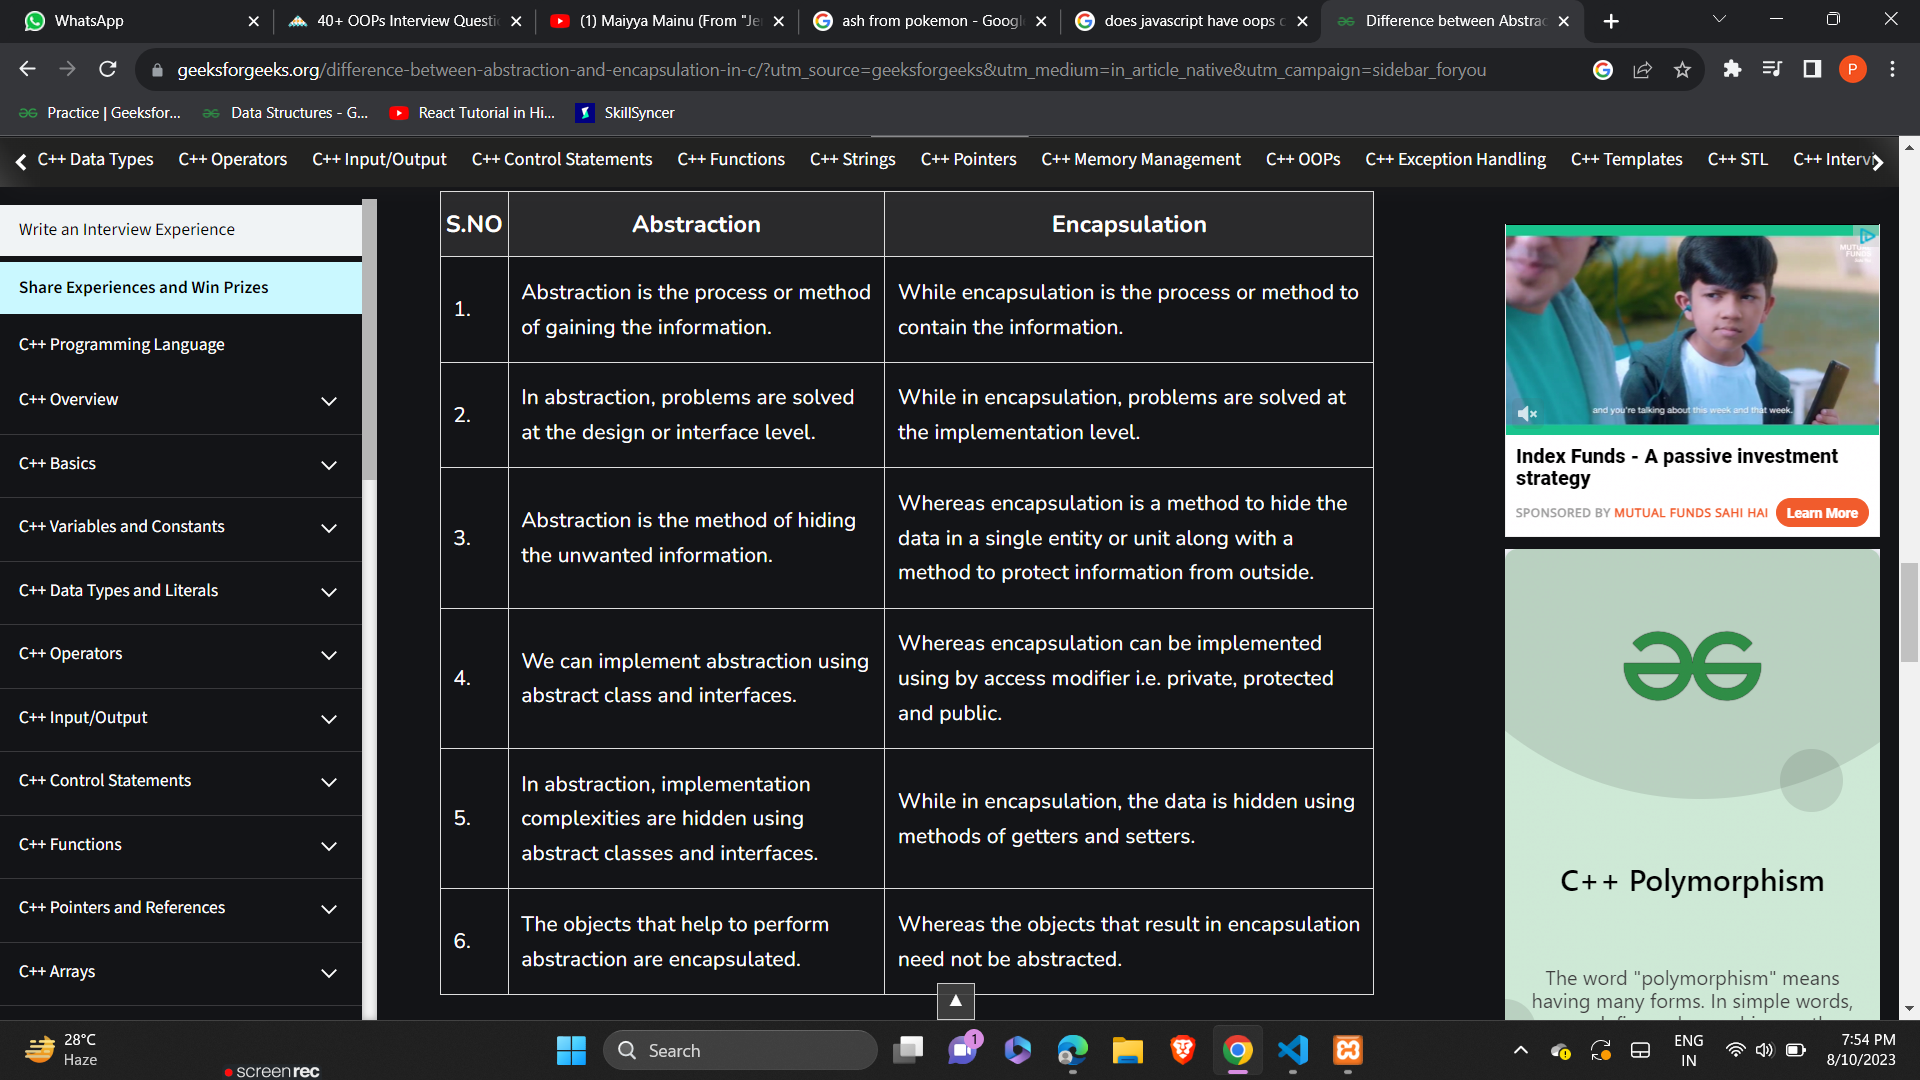 WhatsApp
40+ OOPs Interview Questi
(1) Maiyya Mainu (From "Je
ash from pokemon - Google
does javascript have oops c
Difference between Abstrac
geeksforgeeks.org/difference-between-abstraction-and-encapsulation-in-c/?utm_source=geeksforgeeks&utm_medium=in_article_native&utm_campaign=sidebar_foryou
P
Practice | Geeksfor...
Data Structures - G...
React Tutorial in Hi...
SkillSyncer
C++ Data Types C++ Operators C++ Input/Output C++ Control Statements C++ Functions C++ Strings C++ Pointers C++ Memory Management C++ OOPs C++ Exception Handling C++ Templates C++ STL C++ Intervi
Write an Interview Experience
Share Experiences and Win Prizes
C++ Programming Language
C++ Overview
C++ Basics
C++ Variables and Constants
C++ Data Types and Literals
C++ Operators
C++ Input/Output
C++ Control Statements
C++ Functions
C++ Pointers and References
C++ Arrays
S.NO Abstraction Encapsulation
1.
Abstraction is the process or method
of gaining the information.
While encapsulation is the process or method to
contain the information.
2.
In abstraction, problems are solved
at the design or interface level.
While in encapsulation, problems are solved at
the implementation level.
3.
Abstraction is the method of hiding
the unwanted information.
Whereas encapsulation is a method to hide the
data in a single entity or unit along with a
method to protect information from outside.
4.
We can implement abstraction using
abstract class and interfaces.
Whereas encapsulation can be implemented
using by access modifier i.e. private, protected
and public.
5.
In abstraction, implementation
complexities are hidden using
abstract classes and interfaces.
While in encapsulation, the data is hidden using
methods of getters and setters.
6.
The objects that help to perform
abstraction are encapsulated.
Whereas the objects that result in encapsulation
need not be abstracted.
MUTUAL
FUNDS
and you're talking about this week and that week.
Index Funds - A passive investment
strategy
SPONSORED BY MUTUAL FUNDS SAHI HAI
Learn More
C++ Polymorphism
The word "polymorphism" means
having many forms. In simple words,
28°C
Haze
screenrec
Search
1
ENG
IN
7:54 PM
8/10/2023